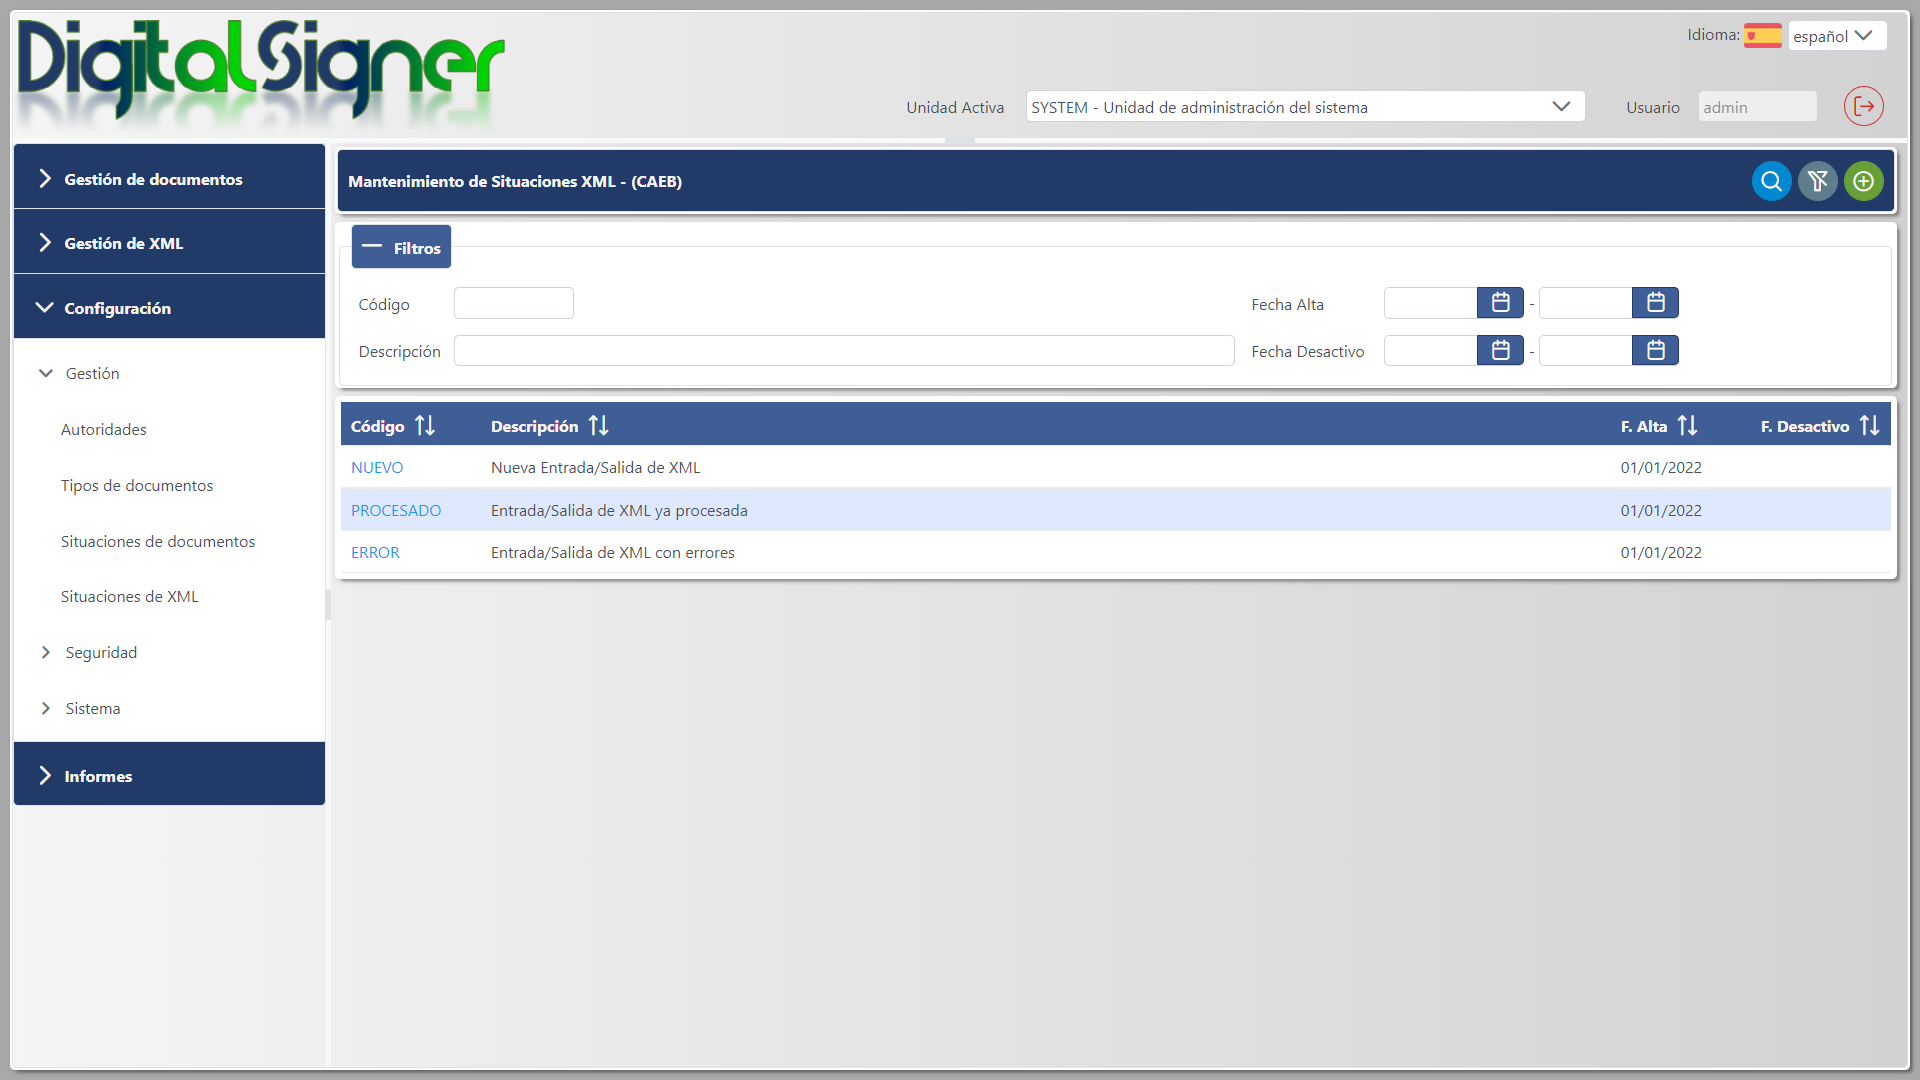 DigitalSigner
Idioma: español
Unidad Activa SYSTEM - Unidad de administración del sistema Usuario admin
Gestión de documentos
Gestión de XML
Configuración
Gestión
Autoridades
Tipos de documentos
Situaciones de documentos
Situaciones de XML
Seguridad
Sistema
Informes
Mantenimiento de Situaciones XML - (CAEB)
Filtros
Código Fecha Alta -
Descripción Fecha Desactivo -
Código Descripción F. Alta F. Desactivo
NUEVO Nueva Entrada/Salida de XML 01/01/2022
PROCESADO Entrada/Salida de XML ya procesada 01/01/2022
ERROR Entrada/Salida de XML con errores 01/01/2022